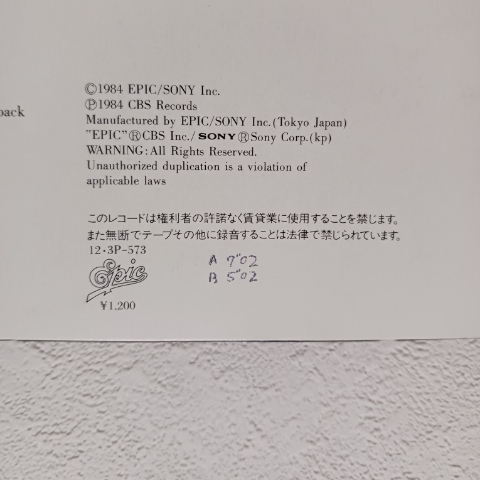 back
©1984 EPIC/SONY Inc.
Ⓟ1984 CBS Records
Manufactured by EPIC/SONY Inc.(Tokyo Japan)
"EPIC"ⓇCBS Inc./SONYⓇSony Corp.(kp)
WARNING:All Rights Reserved.
Unauthorized duplication is a violation of
applicable laws
このレコードは権利者の許諾なく賃貸業に使用することを禁じます。
また無断でテープその他に録音することは法律で禁じられています。
12・3P-573
Epic
A 7"02
B 5"02
¥1,200